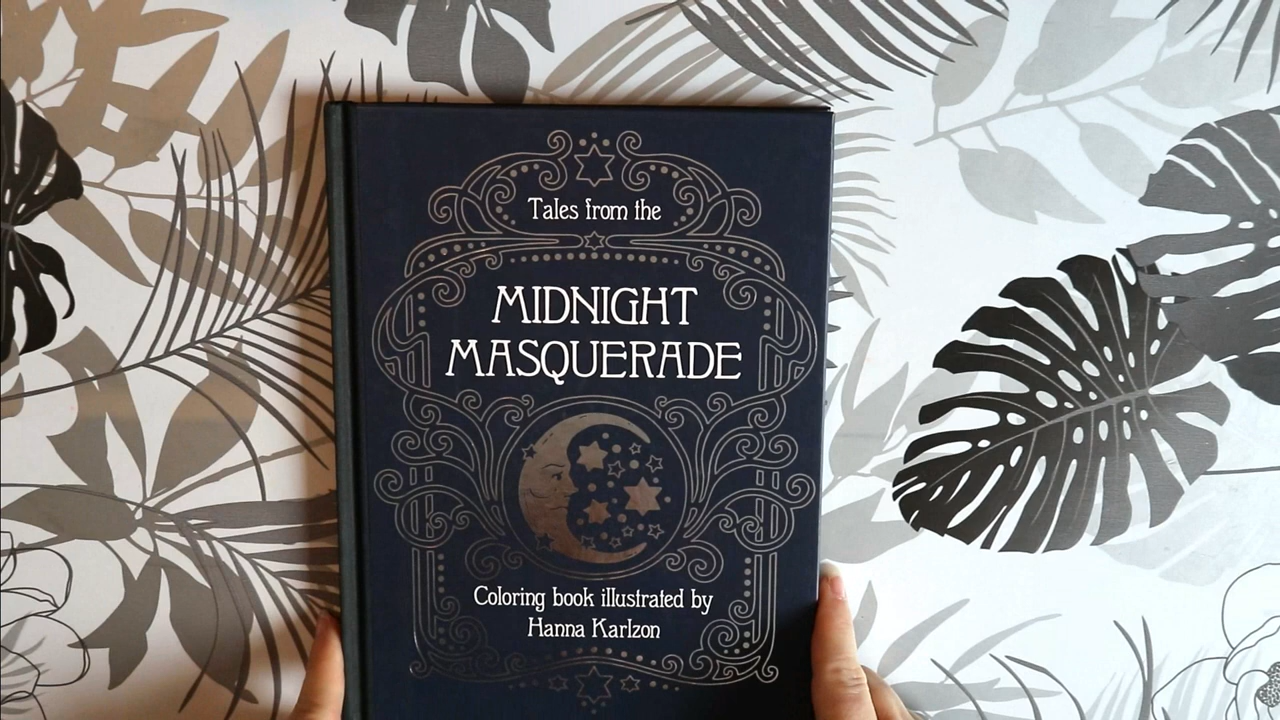 Tales from the
MIDNIGHT
MASQUERADE
Coloring book illustrated by
Hanna Karlzon